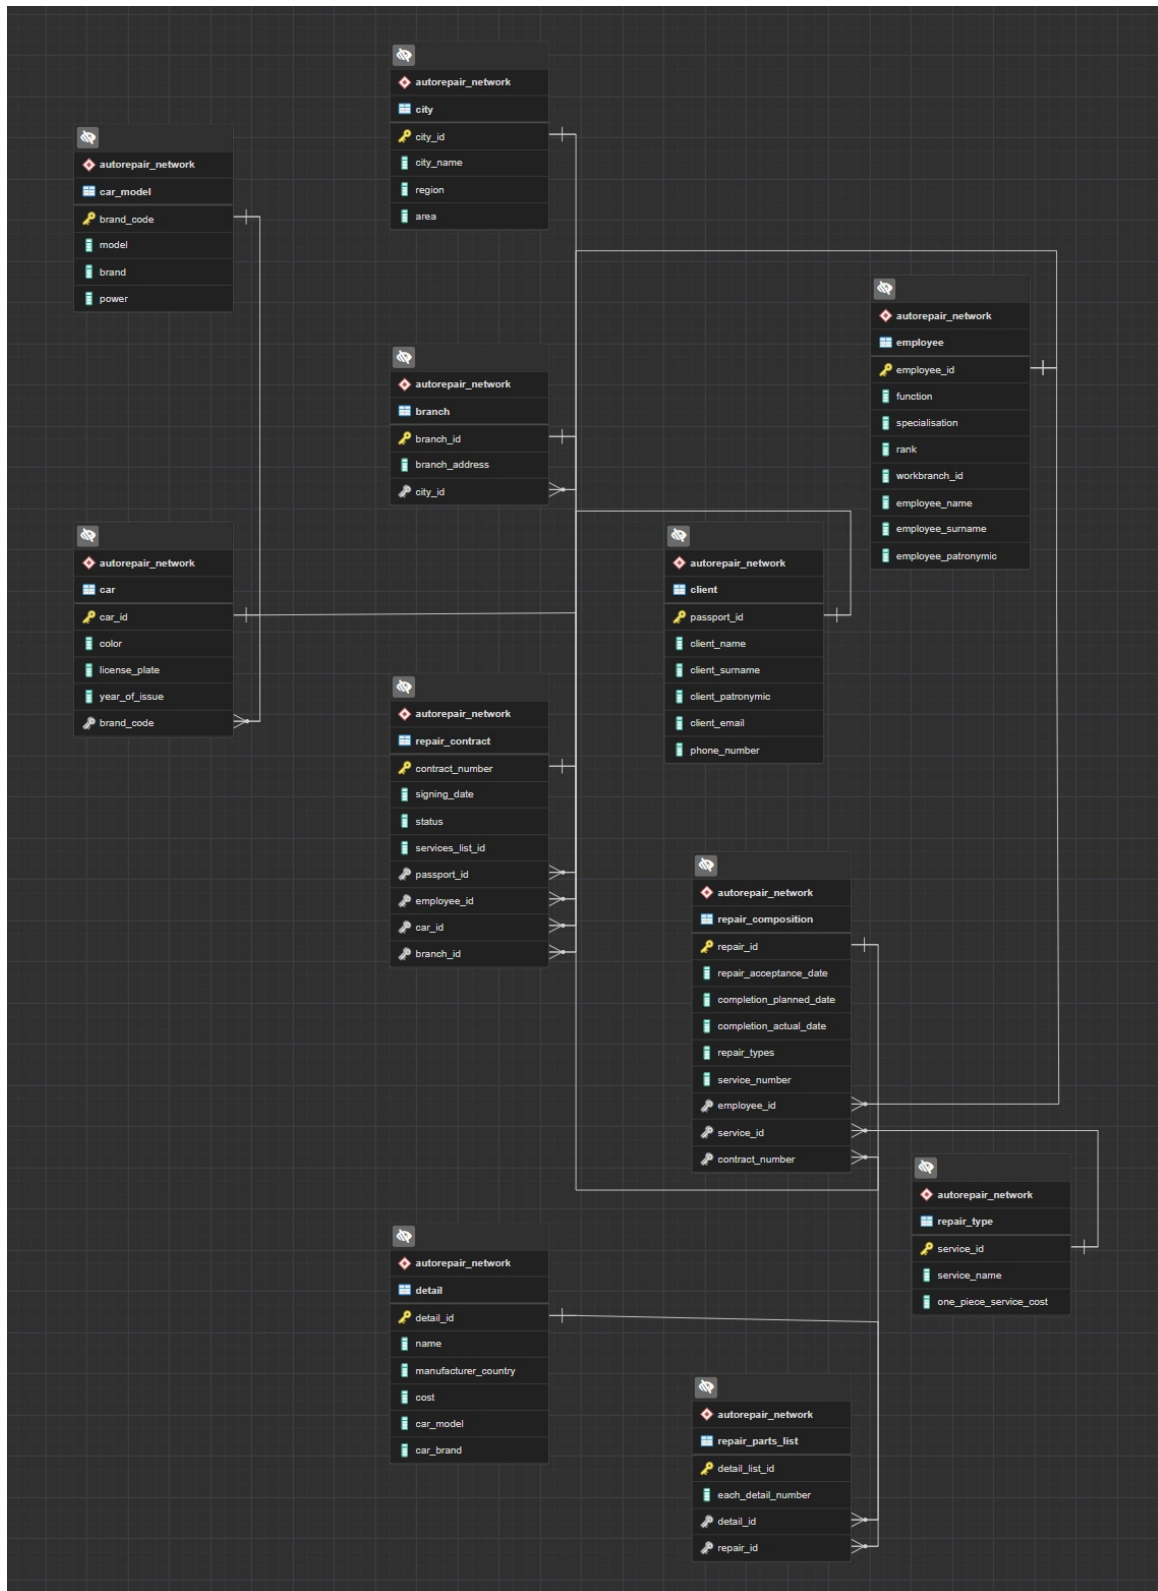 autorepair_network
city
city_id
city_name
region
area
autorepair_network
car_model
brand_code
model
brand
power
autorepair_network
employee
employee_id
function
specialisation
rank
workbranch_id
employee_name
employee_surname
employee_patronymic
autorepair_network
branch
branch_id
branch_address
city_id
autorepair_network
car
car_id
color
license_plate
year_of_issue
brand_code
autorepair_network
client
passport_id
client_name
client_surname
client_patronymic
client_email
phone_number
autorepair_network
repair_contract
contract_number
signing_date
status
services_list_id
passport_id
employee_id
car_id
branch_id
autorepair_network
repair_composition
repair_id
repair_acceptance_date
completion_planned_date
completion_actual_date
repair_types
service_number
employee_id
service_id
contract_number
autorepair_network
repair_type
service_id
service_name
one_piece_service_cost
autorepair_network
detail
detail_id
name
manufacturer_country
cost
car_model
car_brand
autorepair_network
repair_parts_list
detail_list_id
each_detail_number
detail_id
repair_id